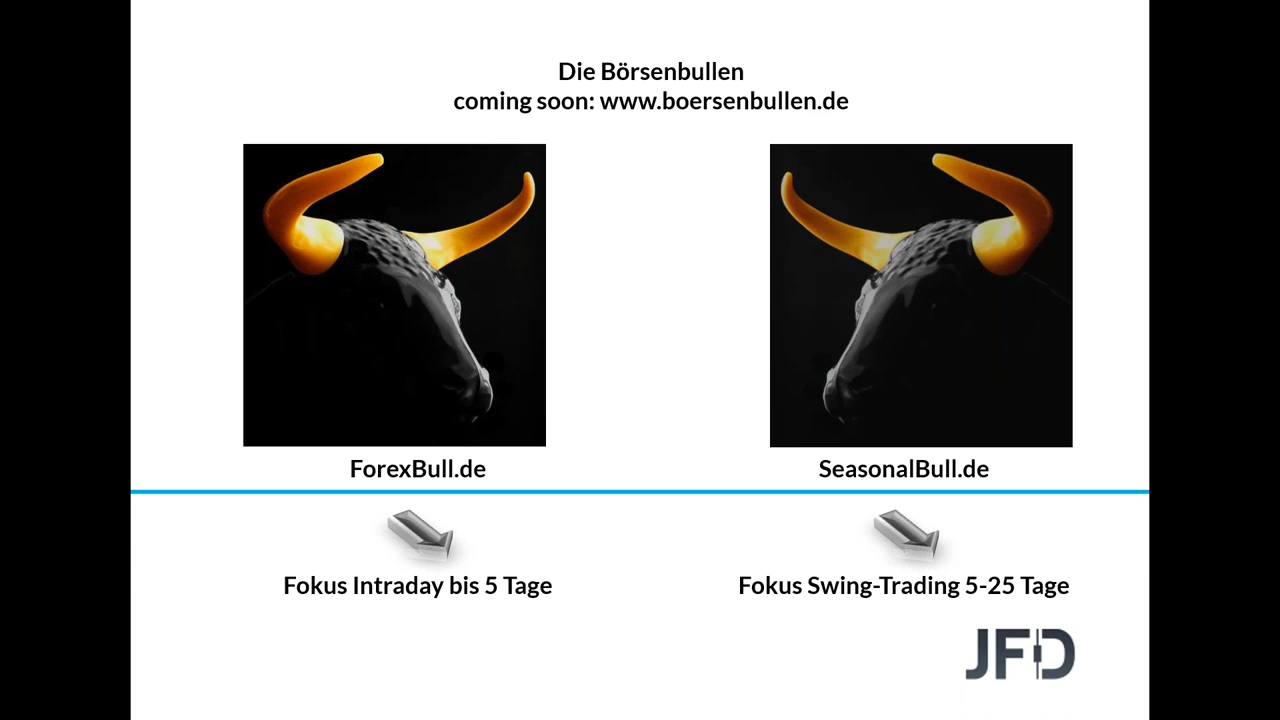 Die Börsenbullen
coming soon: www.boersenbullen.de
ForexBull.de
SeasonalBull.de
Fokus Intraday bis 5 Tage
Fokus Swing-Trading 5-25 Tage
JFD